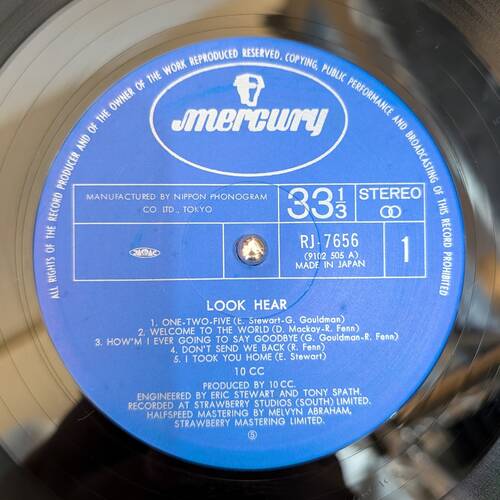 ALL RIGHTS OF THE RECORD PRODUCER AND OF THE OWNER OF THE WORK REPRODUCED RESERVED. COPYING, PUBLIC PERFORMANCE AND BROADCASTING OF THIS RECORD PROHIBITED
mercury
MANUFACTURED BY NIPPON PHONOGRAM
CO. LTD., TOKYO
33 1/3
STEREO
JASRAC
RJ-7656
(9102 505 A)
MADE IN JAPAN
1
LOOK HEAR
1. ONE-TWO-FIVE (E. Stewart-G. Gouldman)
2. WELCOME TO THE WORLD (D. Mackay-R. Fenn)
3. HOW'M I EVER GOING TO SAY GOODBYE (G. Gouldman-R. Fenn)
4. DON'T SEND WE BACK (R. Fenn)
5. I TOOK YOU HOME (E. Stewart)
10 CC
PRODUCED BY 10 CC.
ENGINEERED BY ERIC STEWART AND TONY SPATH.
RECORDED AT STRAWBERRY STUDIOS (SOUTH) LIMITED.
HALFSPEED MASTERING BY MELVYN ABRAHAM,
STRAWBERRY MASTERING LIMITED.
Ⓢ